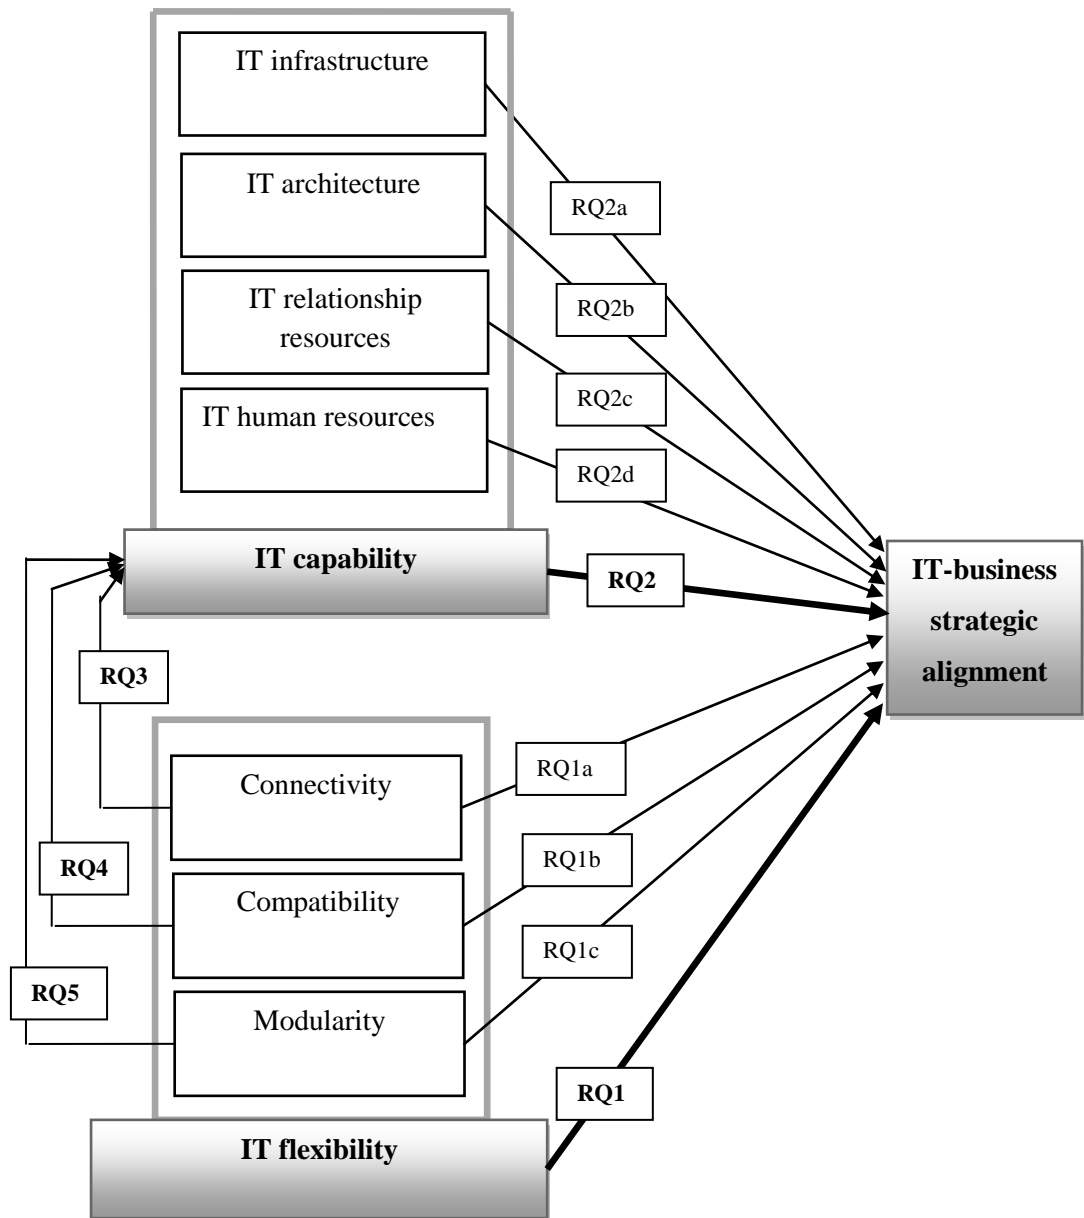 IT infrastructure
IT architecture
RQ2a
IT relationship
resources
RQ2b
RQ2c
IT human resources
RQ2d
IT capability
RQ2
IT-business
strategic
alignment
RQ3
Connectivity
RQ1a
RQ4
Compatibility
RQ1b
RQ1c
RQ5
Modularity
RQ1
IT flexibility